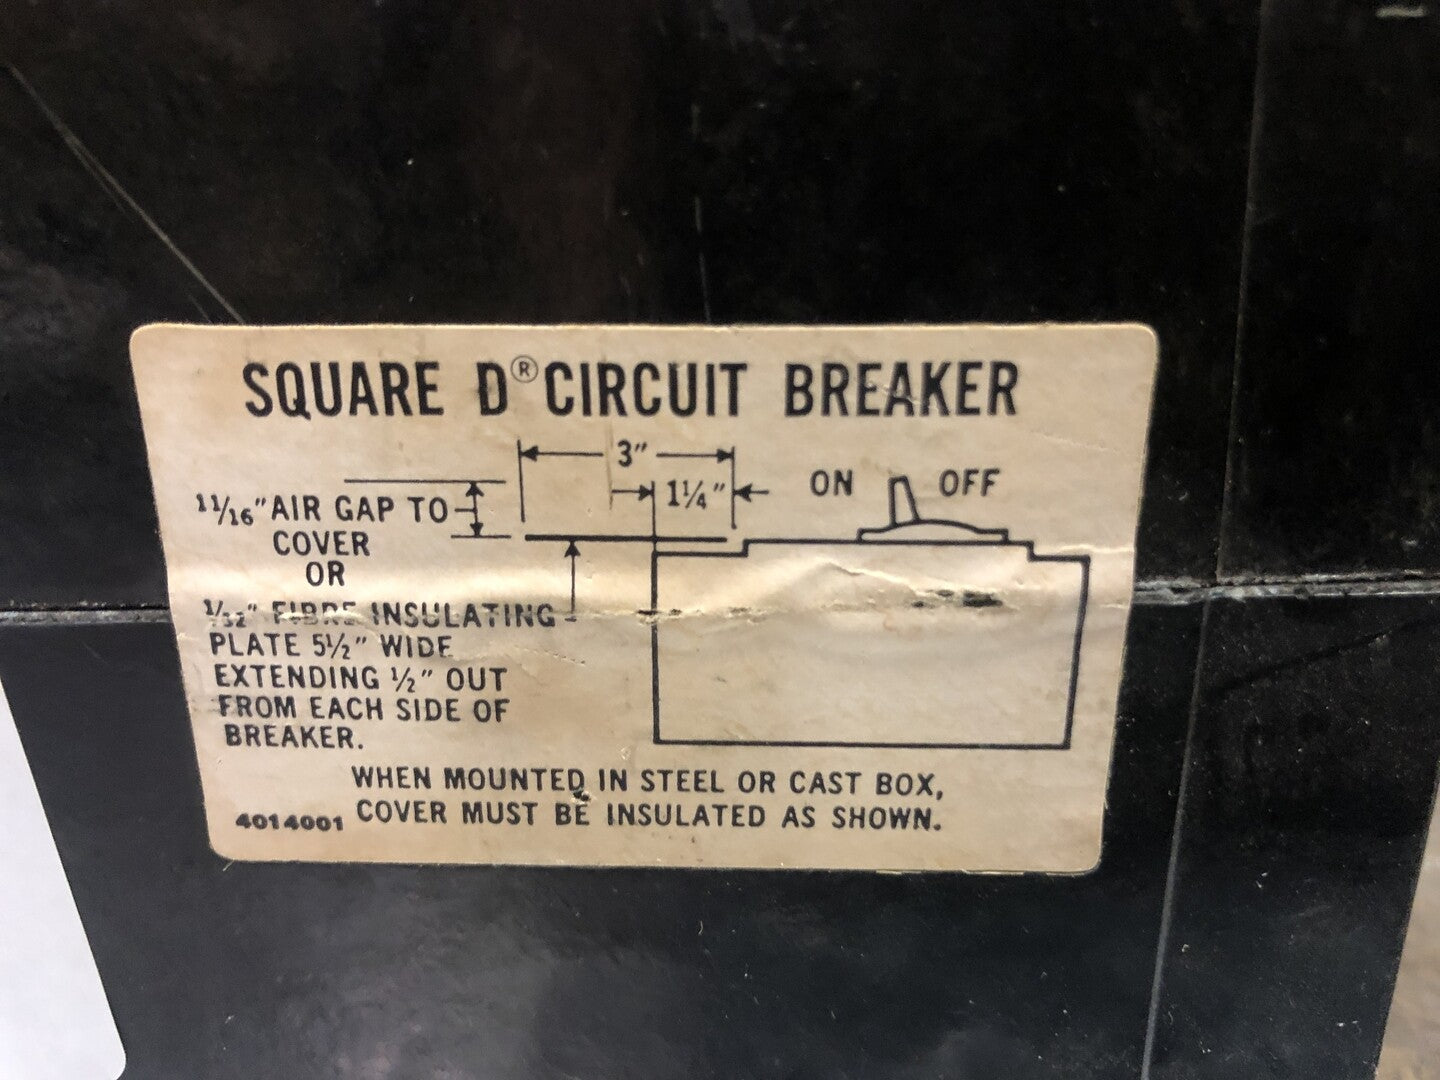 SQUARE D® CIRCUIT BREAKER
3"
1¼"
ON OFF
1 1/16" AIR GAP TO
COVER
OR
1/32" FIBRE INSULATING
PLATE 5½" WIDE
EXTENDING ½" OUT
FROM EACH SIDE OF
BREAKER.
WHEN MOUNTED IN STEEL OR CAST BOX,
COVER MUST BE INSULATED AS SHOWN.
4014001